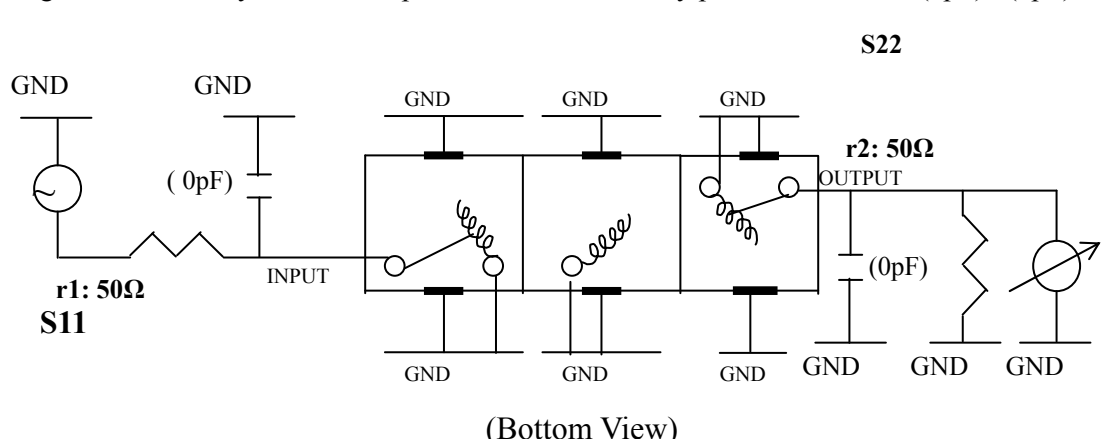 S22
GND GND GND GND GND
r2: 50Ω
( 0pF) OUTPUT
INPUT (0pF)
r1: 50Ω
S11
GND GND GND GND GND GND
(Bottom View)